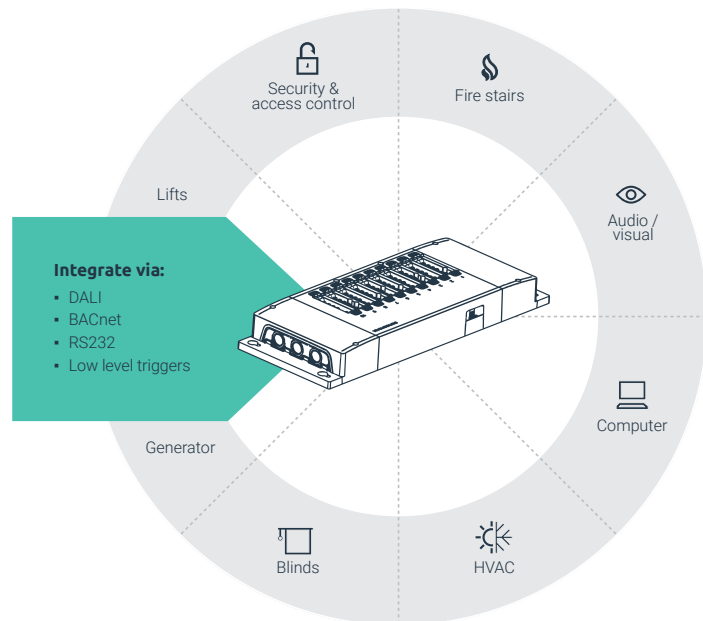 Security &
access control
Fire stairs
Lifts
Audio /
visual
Integrate via:
▪ DALI
▪ BACnet
▪ RS232
▪ Low level triggers
Computer
Generator
Blinds
HVAC